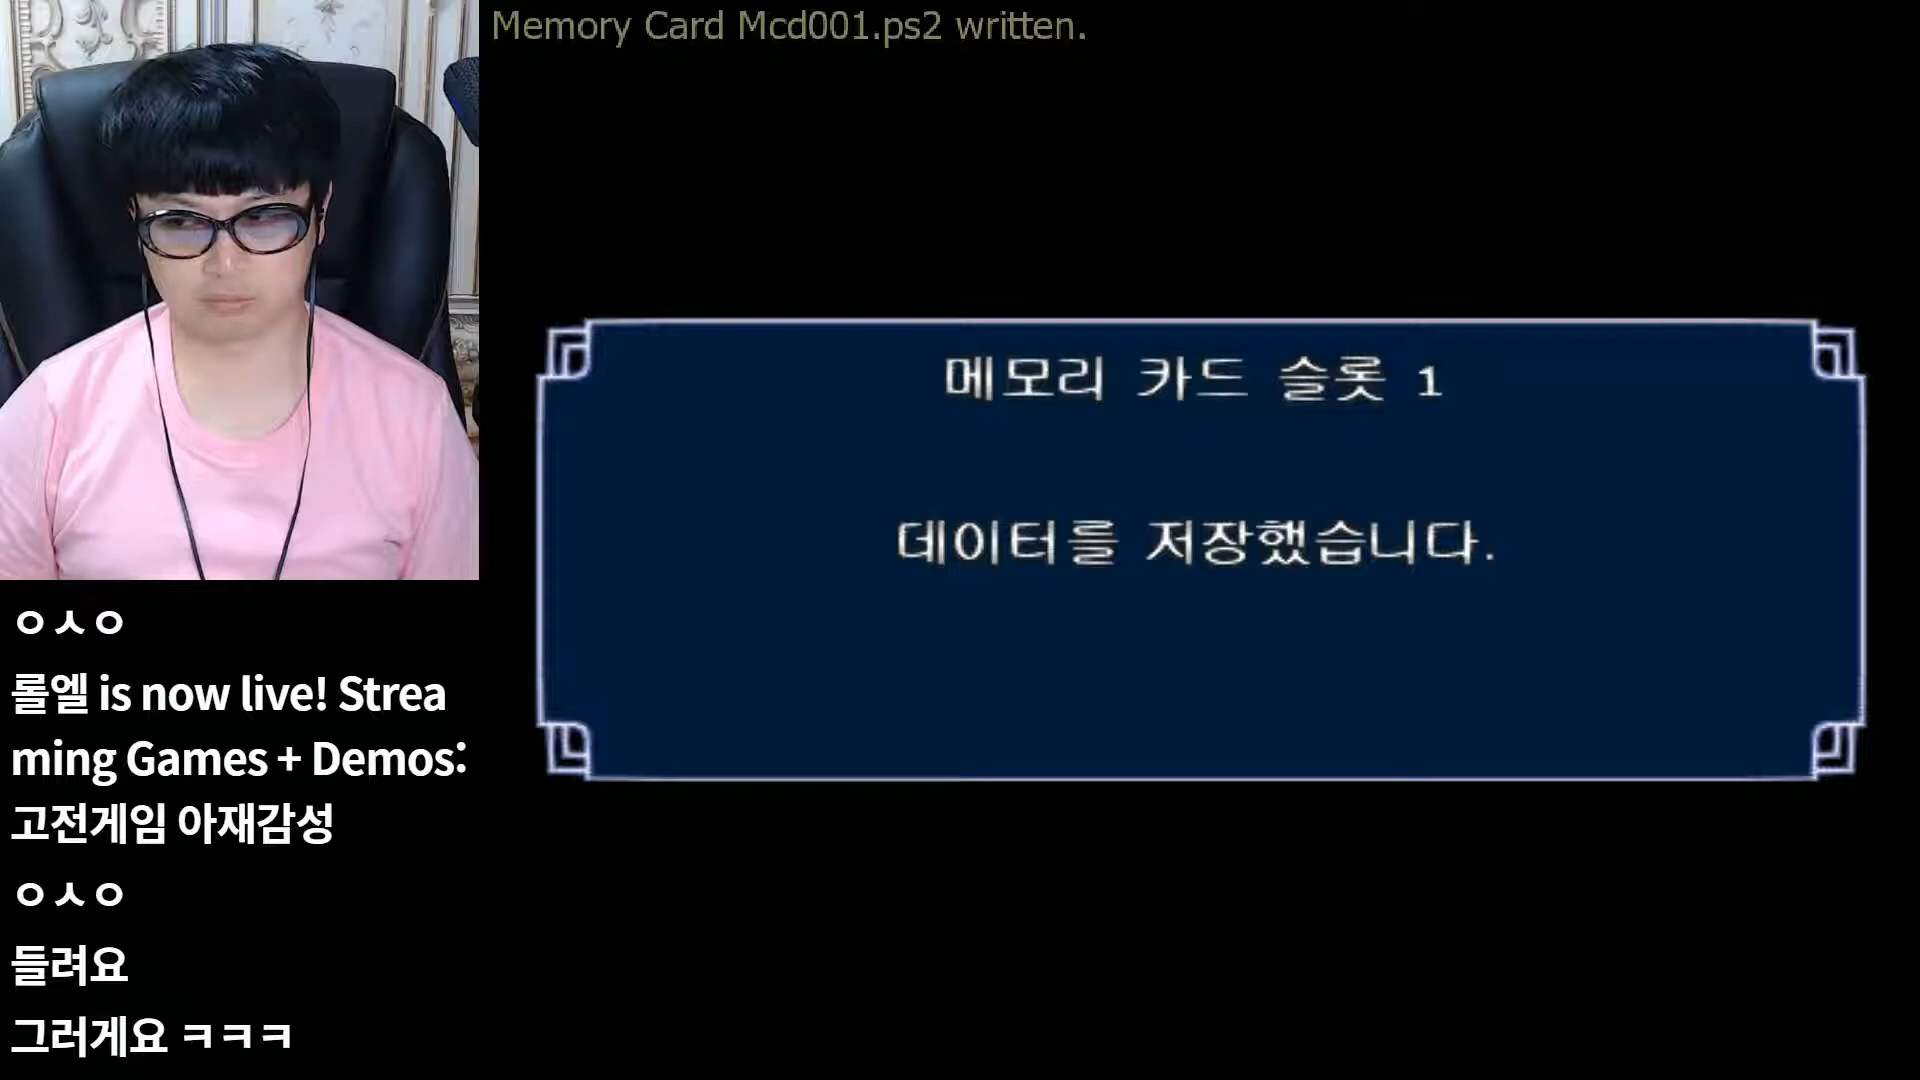 Memory Card Mcd001.ps2 written.
메모리 카드 슬롯 1
데이터를 저장했습니다.
ㅇㅅㅇ
롤엘 is now live! Strea
ming Games + Demos:
고전게임 아재감성
ㅇㅅㅇ
들려요
그러게요 ㅋㅋㅋ